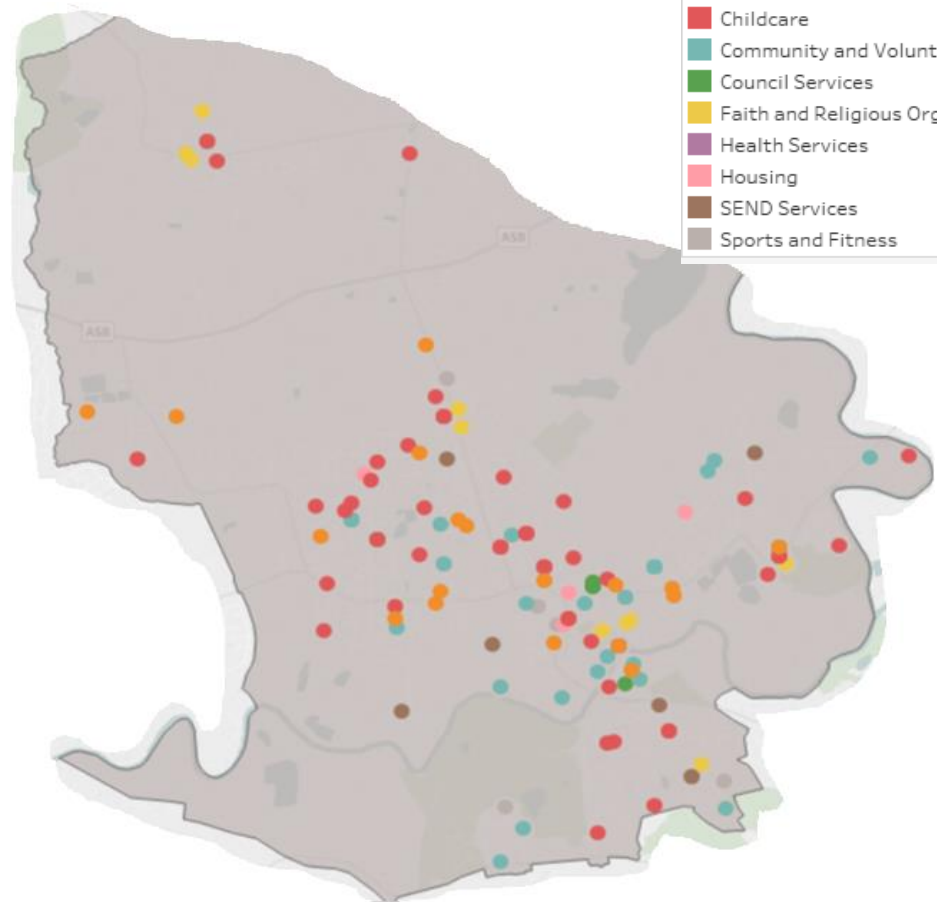 Childcare
Community and Volunt
Council Services
Faith and Religious Org
Health Services
Housing
SEND Services
Sports and Fitness
A58
A58